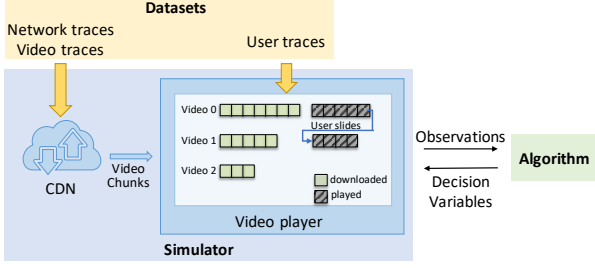 Datasets
Network traces
Video traces
User traces
Video 0
User slides
Video 1
Video 2
downloaded
played
Video player
CDN
Video
Chunks
Simulator
Observations
Decision
Variables
Algorithm